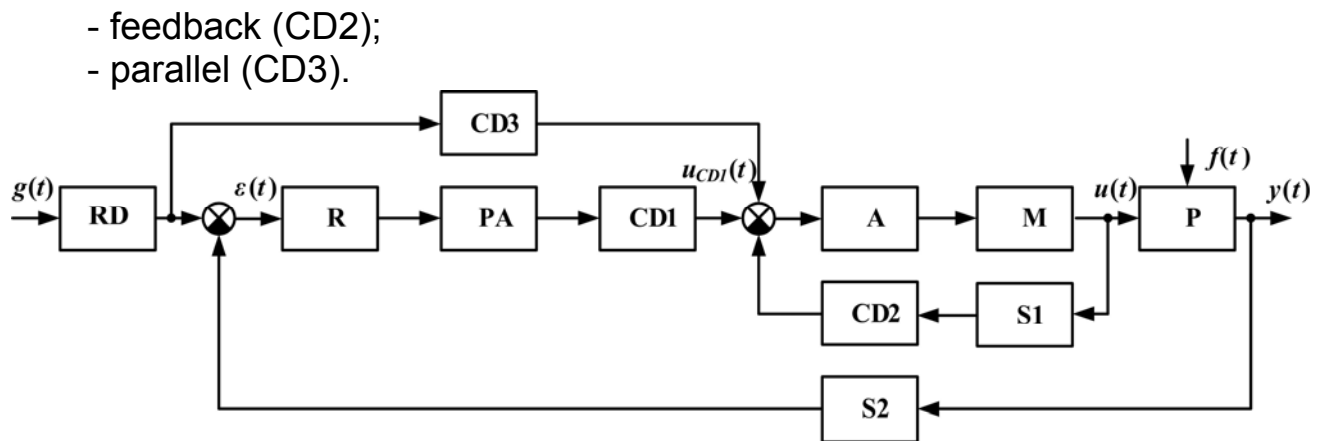 - feedback (CD2);
- parallel (CD3).
CD3
g(t)
RD
ε(t)
R
PA
CD1
u_CD1(t)
A
M
u(t)
f(t)
P
y(t)
CD2
S1
S2